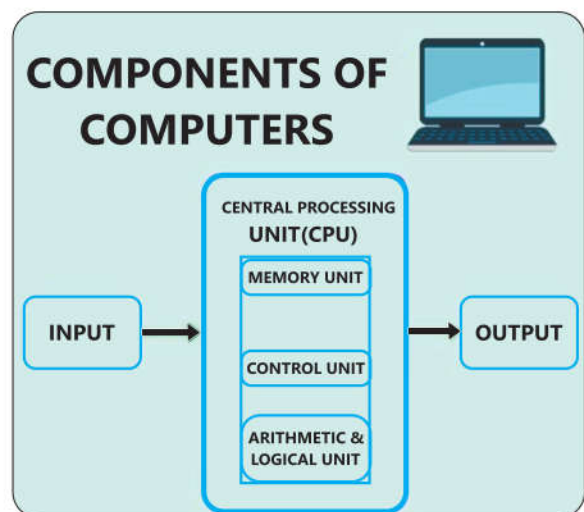 COMPONENTS OF
COMPUTERS
CENTRAL PROCESSING
UNIT(CPU)
MEMORY UNIT
INPUT
OUTPUT
CONTROL UNIT
ARITHMETIC &
LOGICAL UNIT